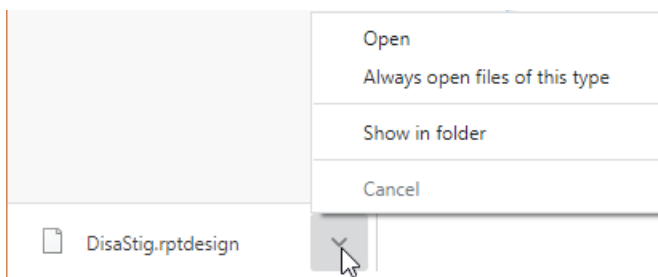 Open
Always open files of this type
Show in folder
Cancel
DisaStig.rptdesign